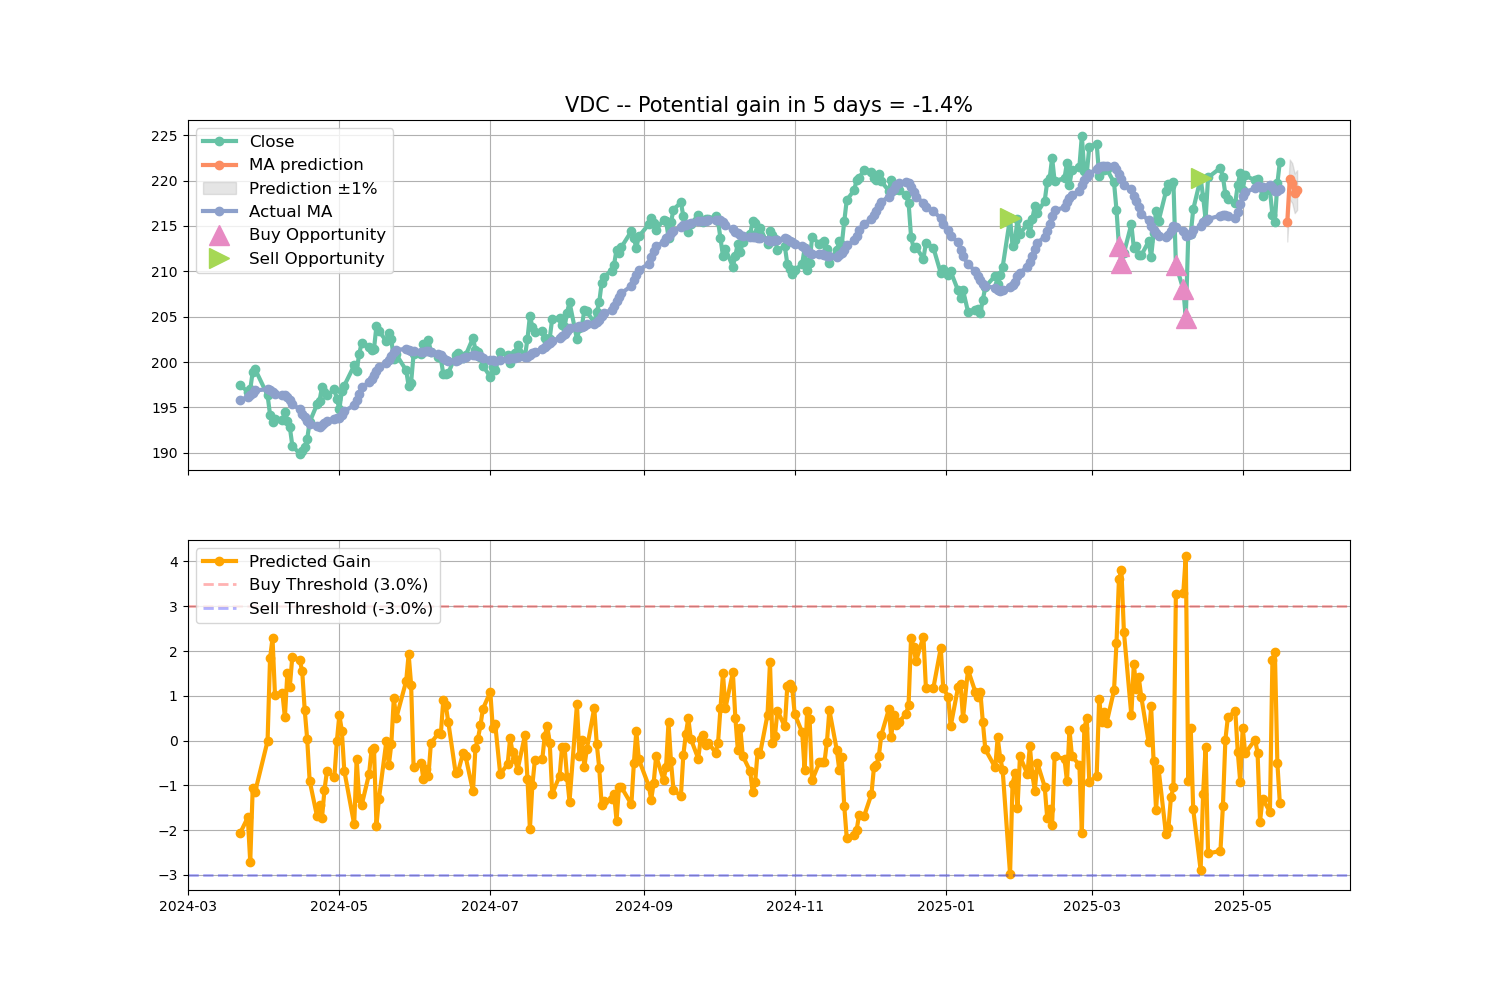 VDC -- Potential gain in 5 days = -1.4%
225
220
215
210
205
200
195
190
Close
MA prediction
Prediction ±1%
Actual MA
Buy Opportunity
Sell Opportunity
4
3
2
1
0
−1
−2
−3
Predicted Gain
Buy Threshold (3.0%)
Sell Threshold (-3.0%)
2024-03
2024-05
2024-07
2024-09
2024-11
2025-01
2025-03
2025-05